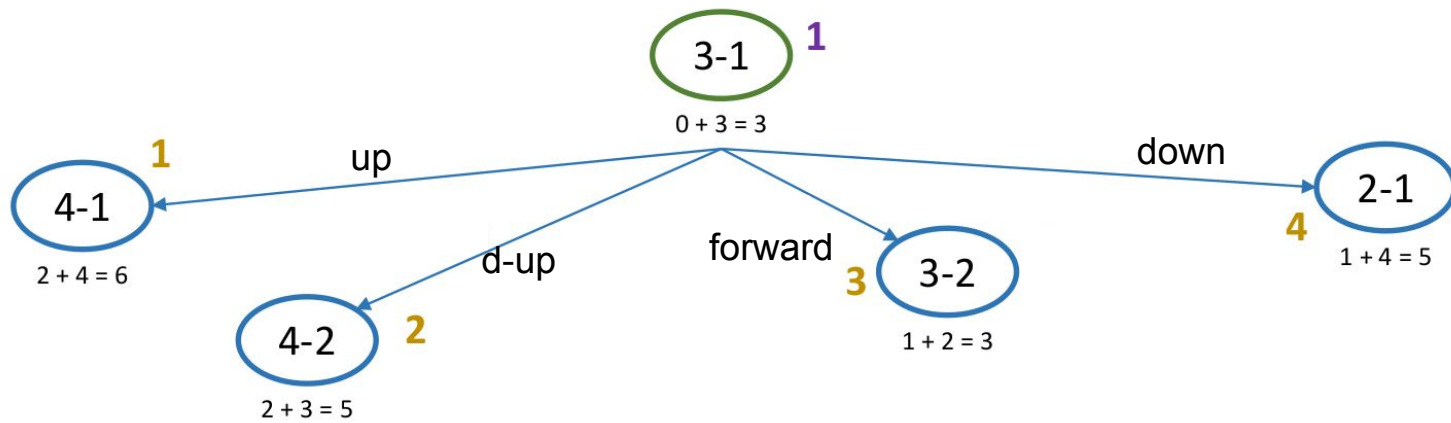 3-1
1
0 + 3 = 3
up
down
1
4-1
2 + 4 = 6
2-1
4
1 + 4 = 5
d-up
forward
3-2
3
1 + 2 = 3
4-2
2
2 + 3 = 5